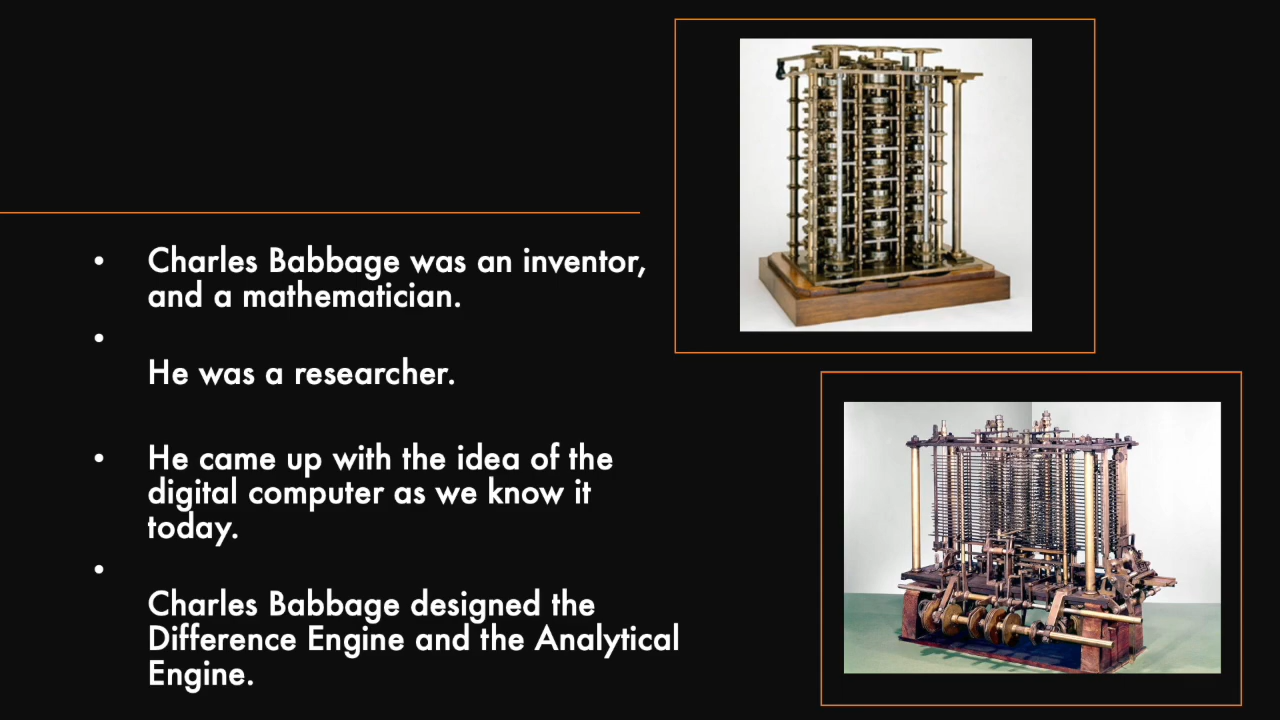 • Charles Babbage was an inventor,
and a mathematician.
•
He was a researcher.
• He came up with the idea of the
digital computer as we know it
today.
•
Charles Babbage designed the
Difference Engine and the Analytical
Engine.